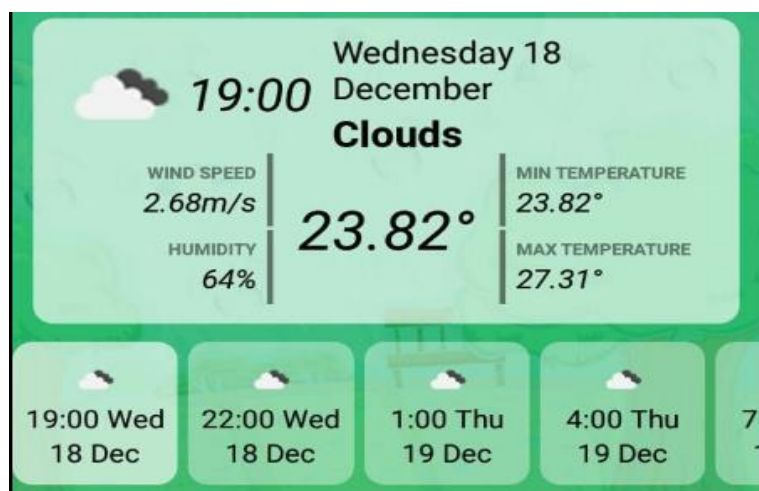 19:00
Wednesday 18
December
Clouds
WIND SPEED
2.68m/s
HUMIDITY
64%
23.82°
MIN TEMPERATURE
23.82°
MAX TEMPERATURE
27.31°
19:00 Wed
18 Dec
22:00 Wed
18 Dec
1:00 Thu
19 Dec
4:00 Thu
19 Dec
7